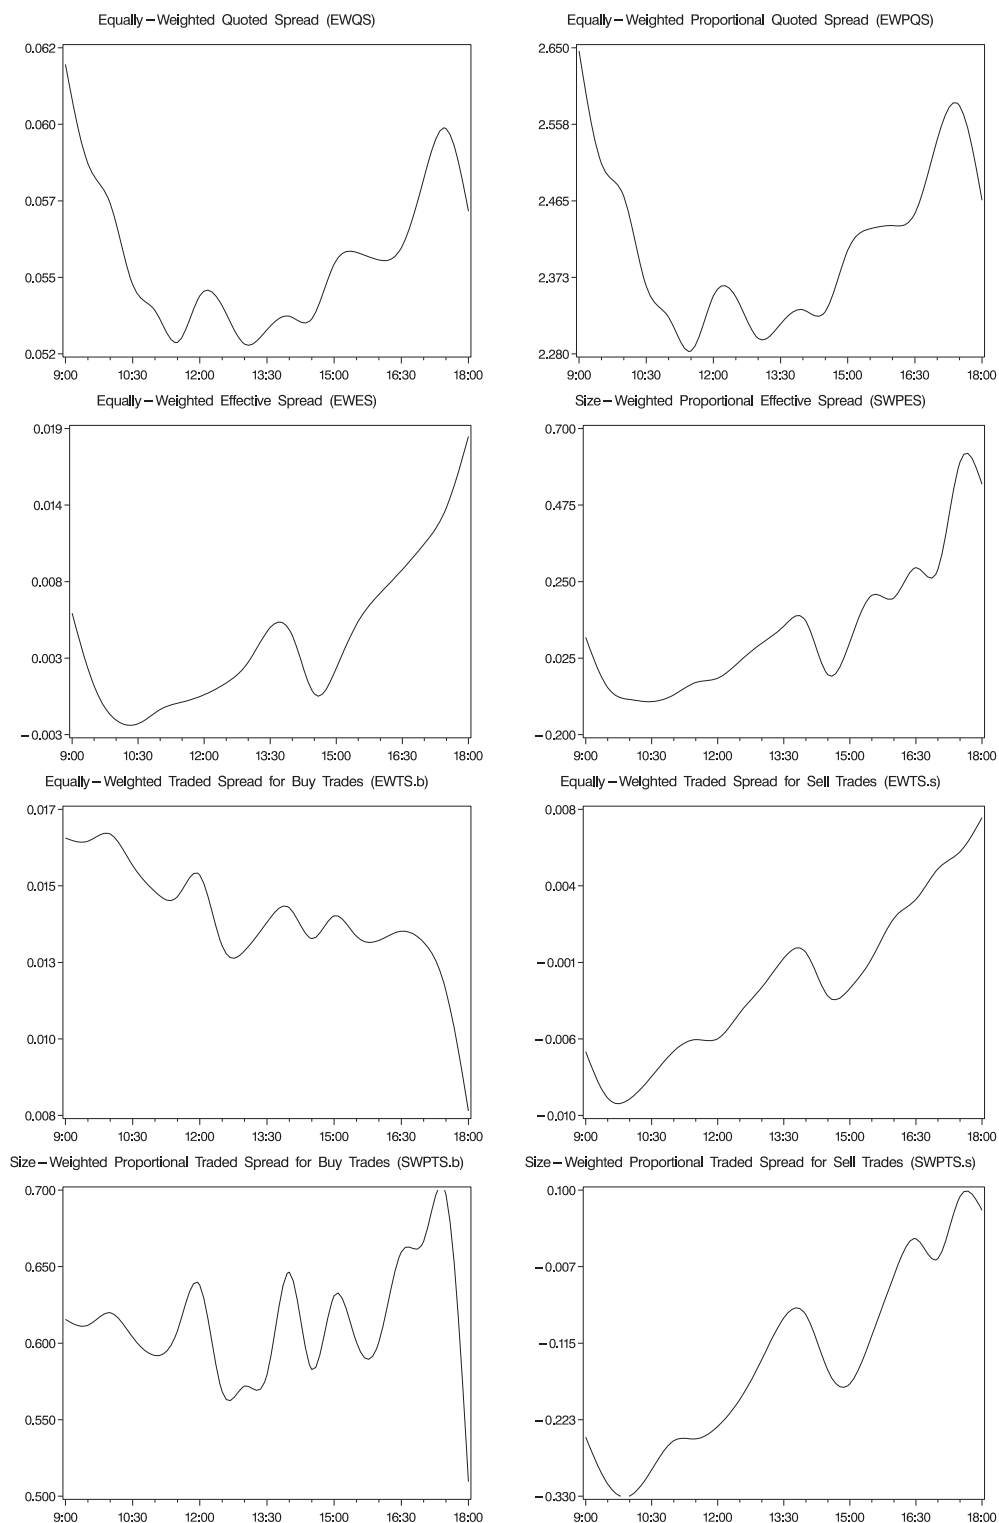 Equally-Weighted Quoted Spread (EWQS)
0.062
0.060
0.057
0.055
0.052
9:00 10:30 12:00 13:30 15:00 16:30 18:00
Equally-Weighted Proportional Quoted Spread (EWPQS)
2.650
2.558
2.465
2.373
2.280
9:00 10:30 12:00 13:30 15:00 16:30 18:00
Equally-Weighted Effective Spread (EWES)
0.019
0.014
0.008
0.003
-0.003
9:00 10:30 12:00 13:30 15:00 16:30 18:00
Size-Weighted Proportional Effective Spread (SWPES)
0.700
0.475
0.250
0.025
-0.200
9:00 10:30 12:00 13:30 15:00 16:30 18:00
Equally-Weighted Traded Spread for Buy Trades (EWTS.b)
0.017
0.015
0.013
0.010
0.008
9:00 10:30 12:00 13:30 15:00 16:30 18:00
Equally-Weighted Traded Spread for Sell Trades (EWTS.s)
0.008
0.004
-0.001
-0.006
-0.010
9:00 10:30 12:00 13:30 15:00 16:30 18:00
Size-Weighted Proportional Traded Spread for Buy Trades (SWPTS.b)
0.700
0.650
0.600
0.550
0.500
9:00 10:30 12:00 13:30 15:00 16:30 18:00
Size-Weighted Proportional Traded Spread for Sell Trades (SWPTS.s)
0.100
-0.007
-0.115
-0.223
-0.330
9:00 10:30 12:00 13:30 15:00 16:30 18:00